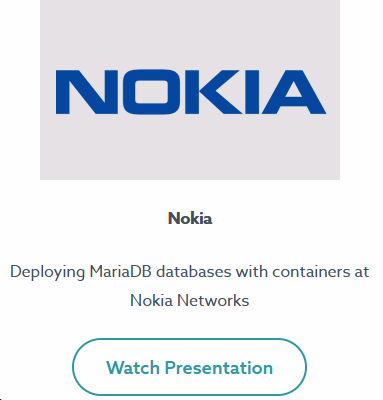 NOKIA
Nokia
Deploying MariaDB databases with containers at
Nokia Networks
Watch Presentation